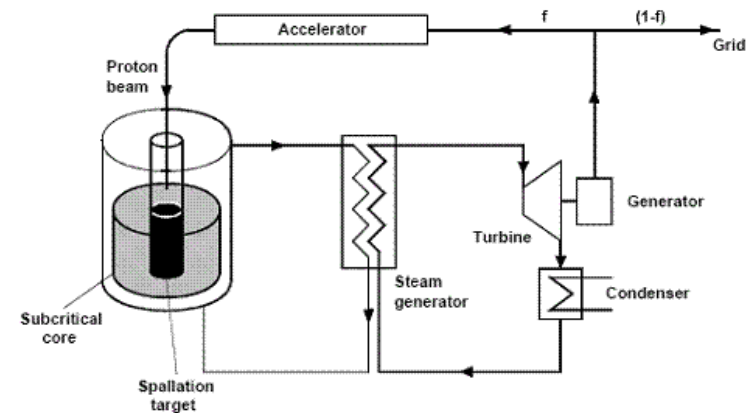 f
(1-f)
Accelerator
Grid
Proton
beam
Generator
Turbine
Steam
generator
Condenser
Subcritical
core
Spallation
target